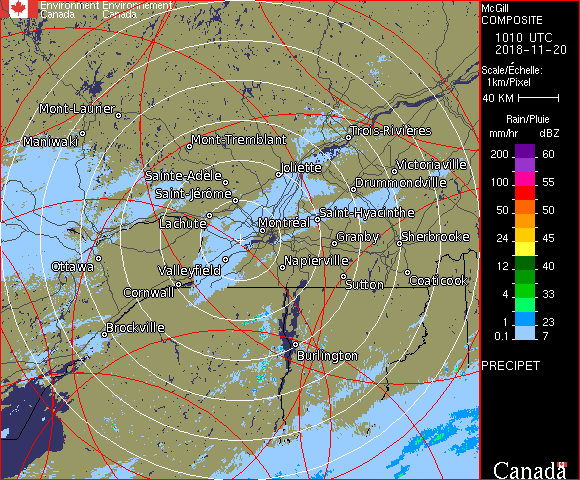 Environment Environnement
Canada Canada
McGill
COMPOSITE
1010 UTC
2018-11-20
Scale/Échelle:
1km/Pixel
40 KM
Rain/Pluie
mm/hr dBZ
200 60
100 55
50 50
24 45
12 40
4 33
1 23
0.1 7
PRECIPET
Canada
Mont-Laurier
Maniwaki
Mont-Tremblant
Trois-Rivières
Sainte-Adèle
Joliette
Victoriaville
Saint-Jérôme
Drummondville
Lachute
Montréal
Saint-Hyacinthe
Granby
Sherbrooke
Ottawa
Valleyfield
Napierville
Cornwall
Sutton
Coaticook
Brockville
Burlington